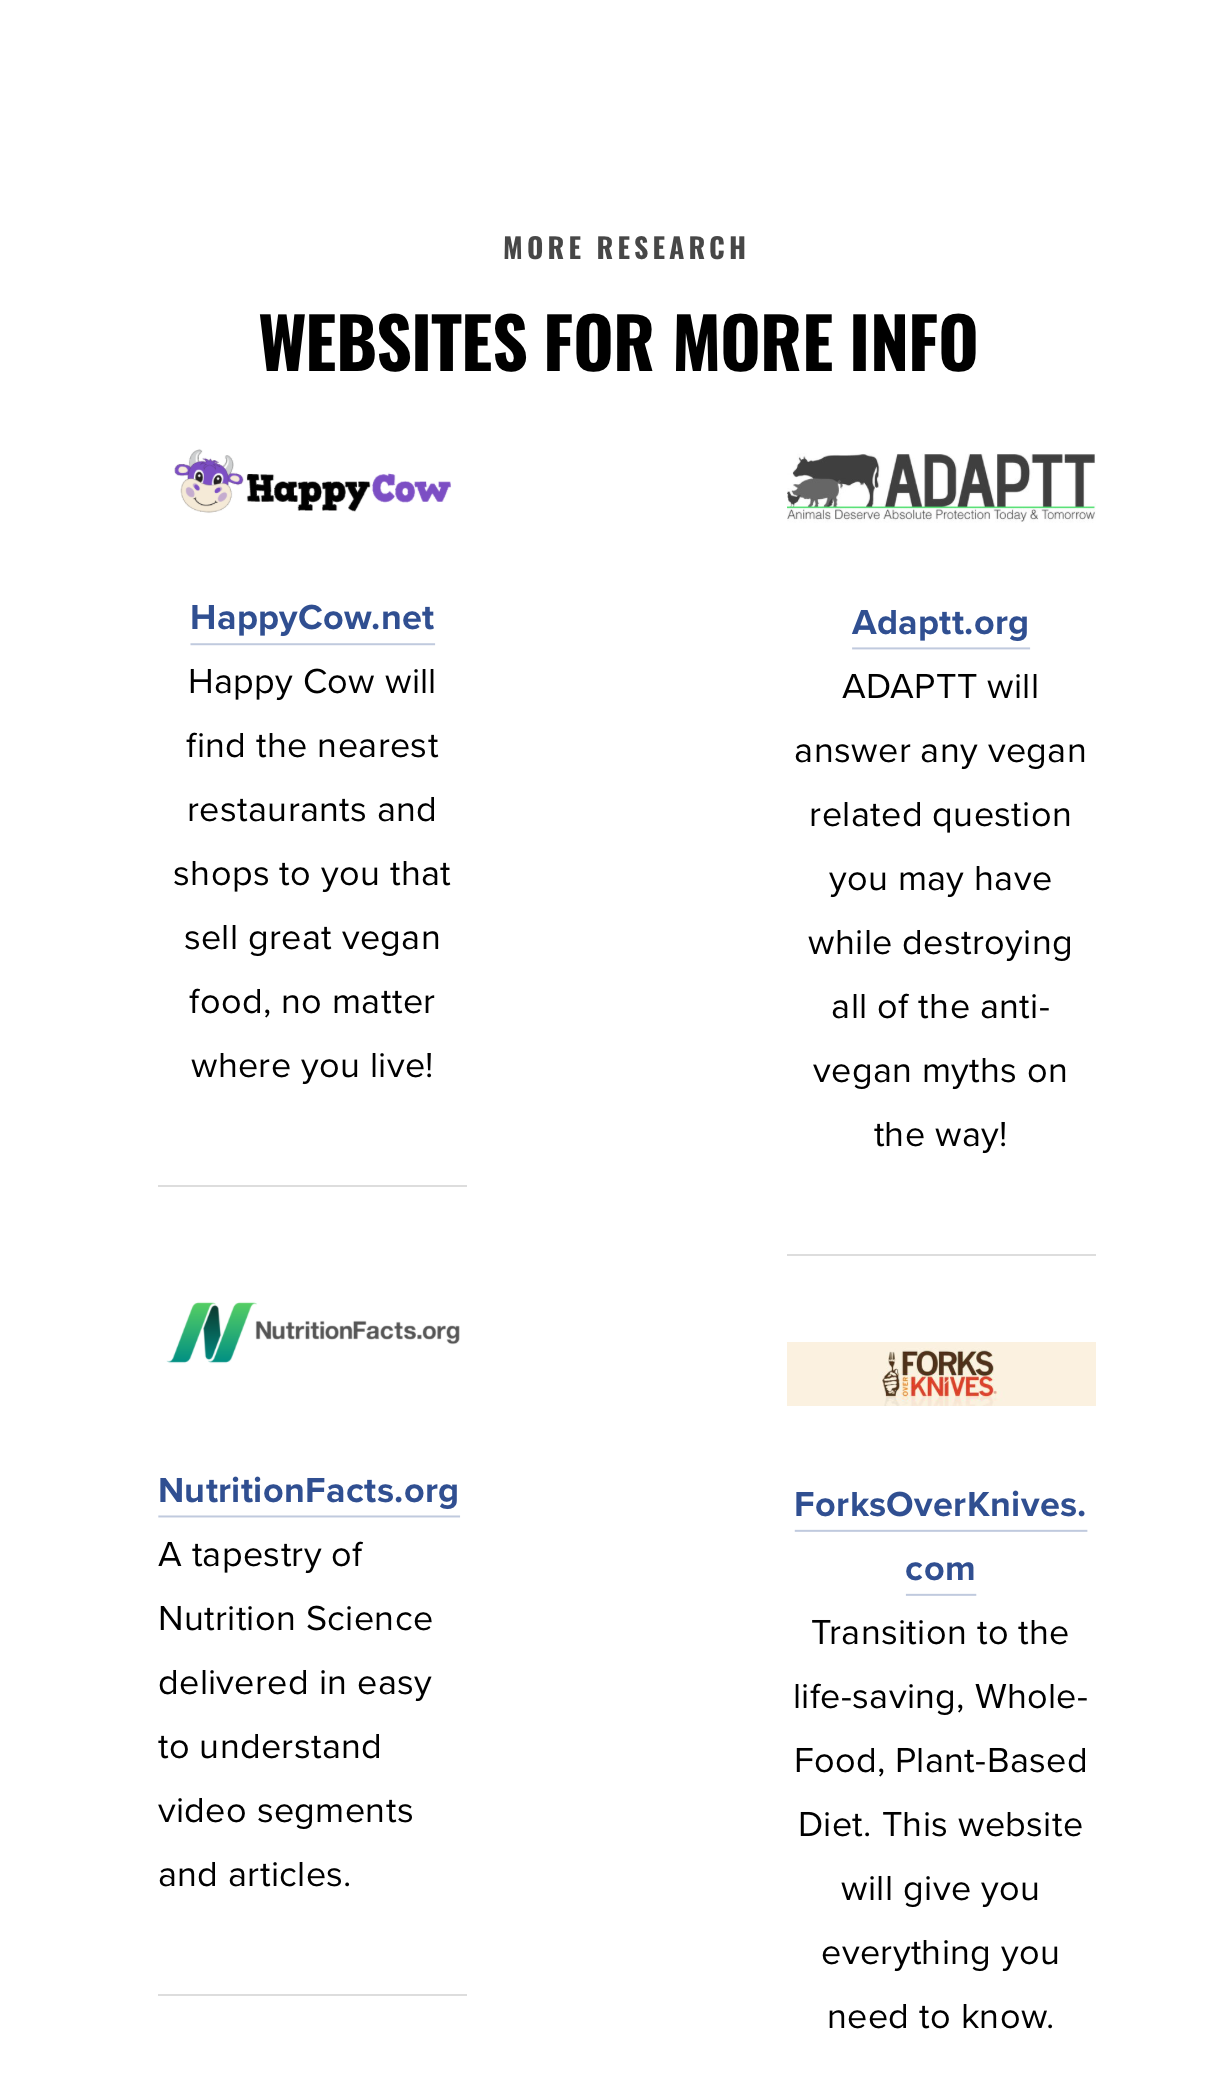 MORE RESEARCH
WEBSITES FOR MORE INFO
HappyCow
HappyCow.net
Happy Cow will
find the nearest
restaurants and
shops to you that
sell great vegan
food, no matter
where you live!
ADAPTT
Animals Deserve Absolute Protection Today & Tomorrow
Adaptt.org
ADAPTT will
answer any vegan
related question
you may have
while destroying
all of the anti-
vegan myths on
the way!
NutritionFacts.org
NutritionFacts.org
A tapestry of
Nutrition Science
delivered in easy
to understand
video segments
and articles.
FORKS
OVER
KNIVES
ForksOverKnives.
com
Transition to the
life-saving, Whole-
Food, Plant-Based
Diet. This website
will give you
everything you
need to know.